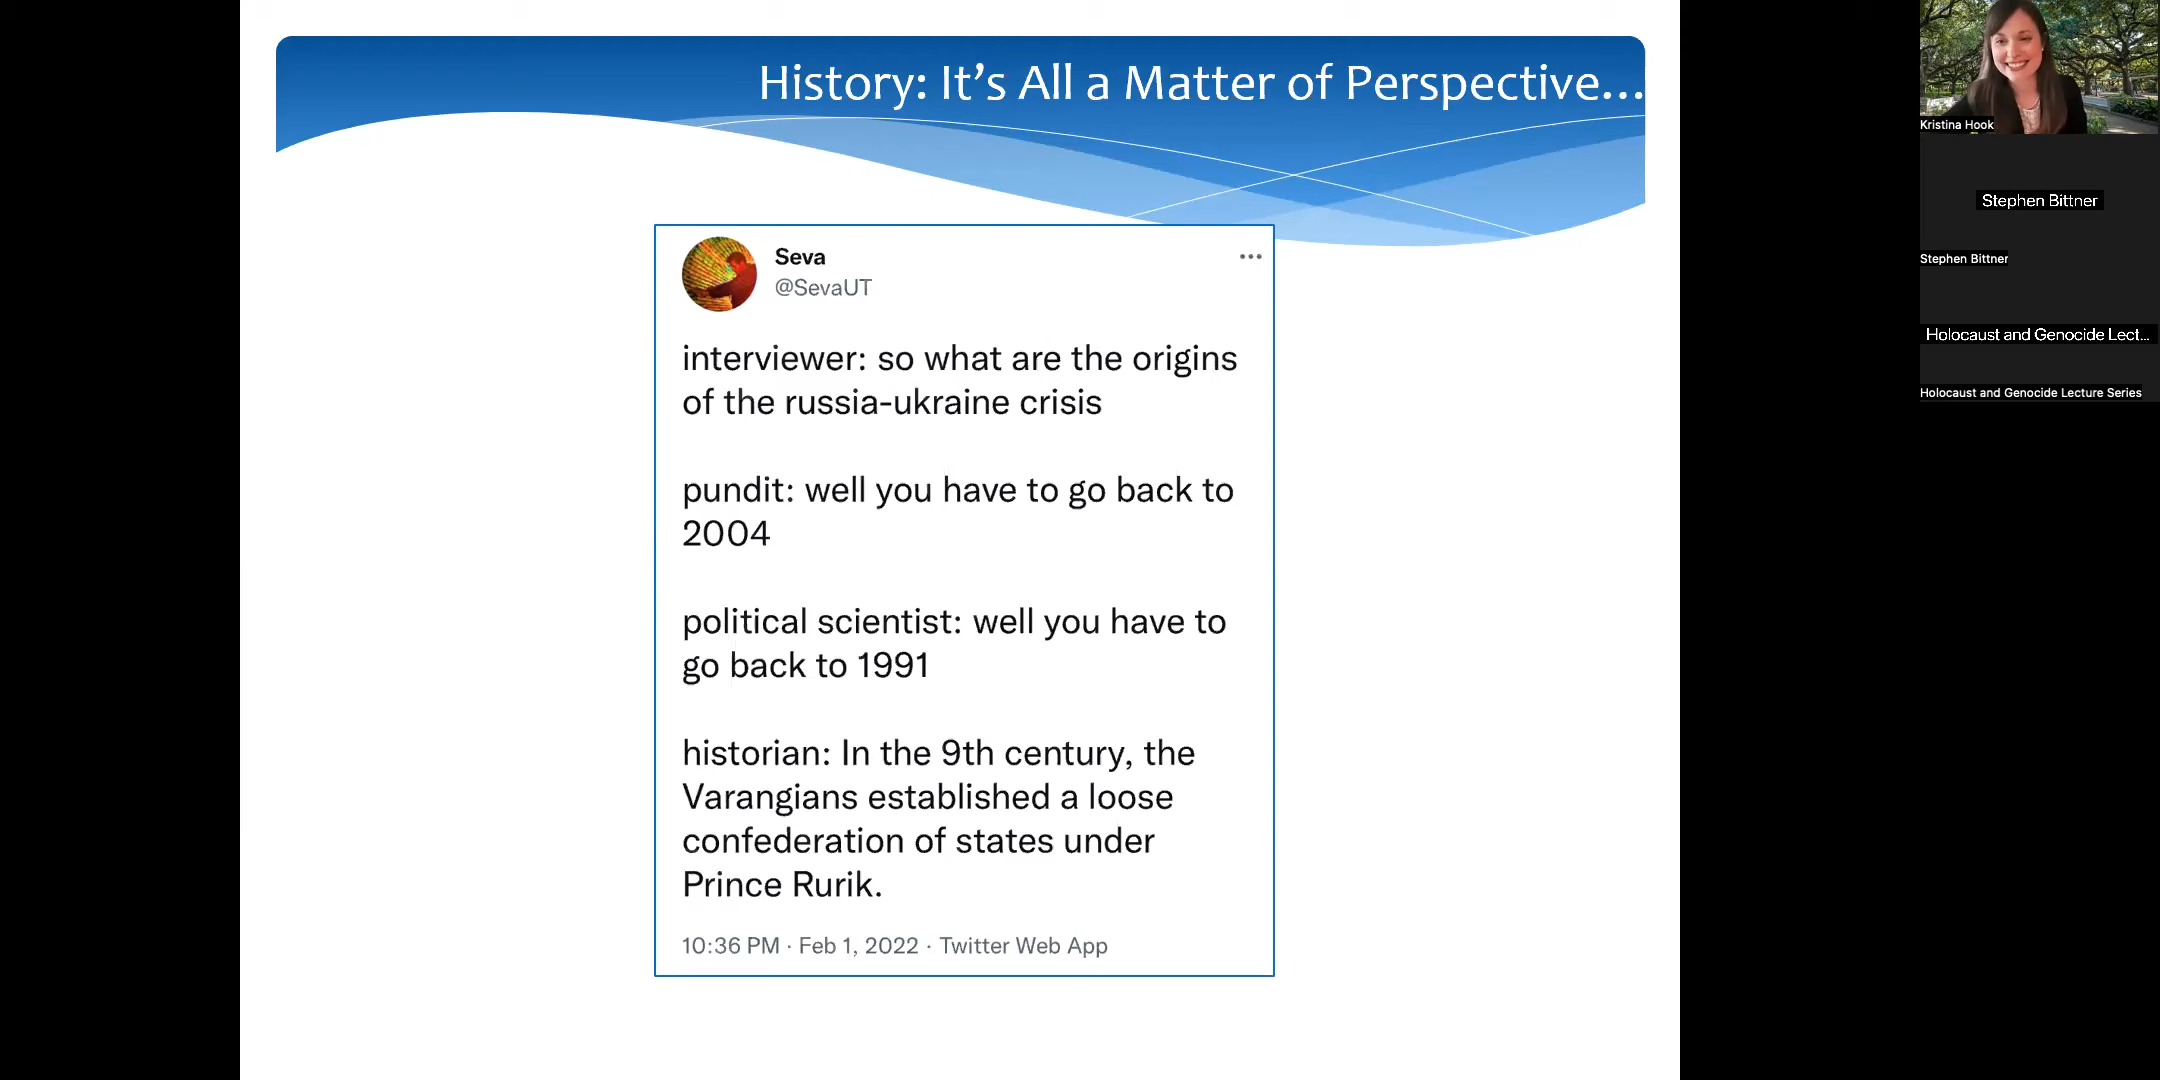 History: It's All a Matter of Perspective...
Seva
@SevaUT
interviewer: so what are the origins
of the russia-ukraine crisis
pundit: well you have to go back to
2004
political scientist: well you have to
go back to 1991
historian: In the 9th century, the
Varangians established a loose
confederation of states under
Prince Rurik.
10:36 PM · Feb 1, 2022 · Twitter Web App
Kristina Hook
Stephen Bittner
Stephen Bittner
Holocaust and Genocide Lect...
Holocaust and Genocide Lecture Series